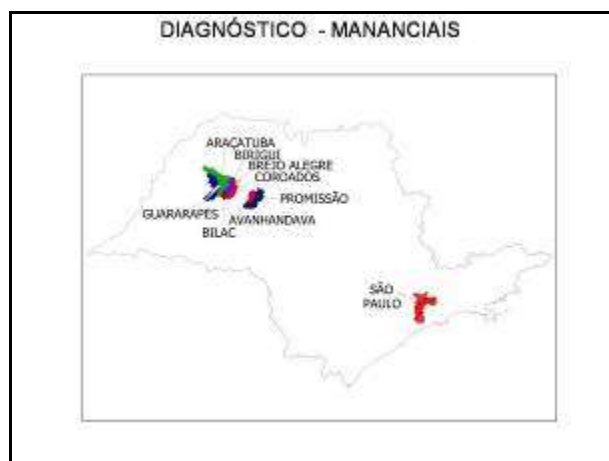 DIAGNÓSTICO - MANANCIAIS
ARAÇATUBA
BIRIGUI
BREJO ALEGRE
COROADOS
PROMISSÃO
GUARARAPES
AVANHANDAVA
BILAC
SÃO
PAULO